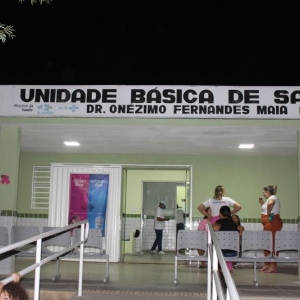 UNIDADE BÁSICA DE SA
DR. ONÉZIMO FERNANDES MAIA